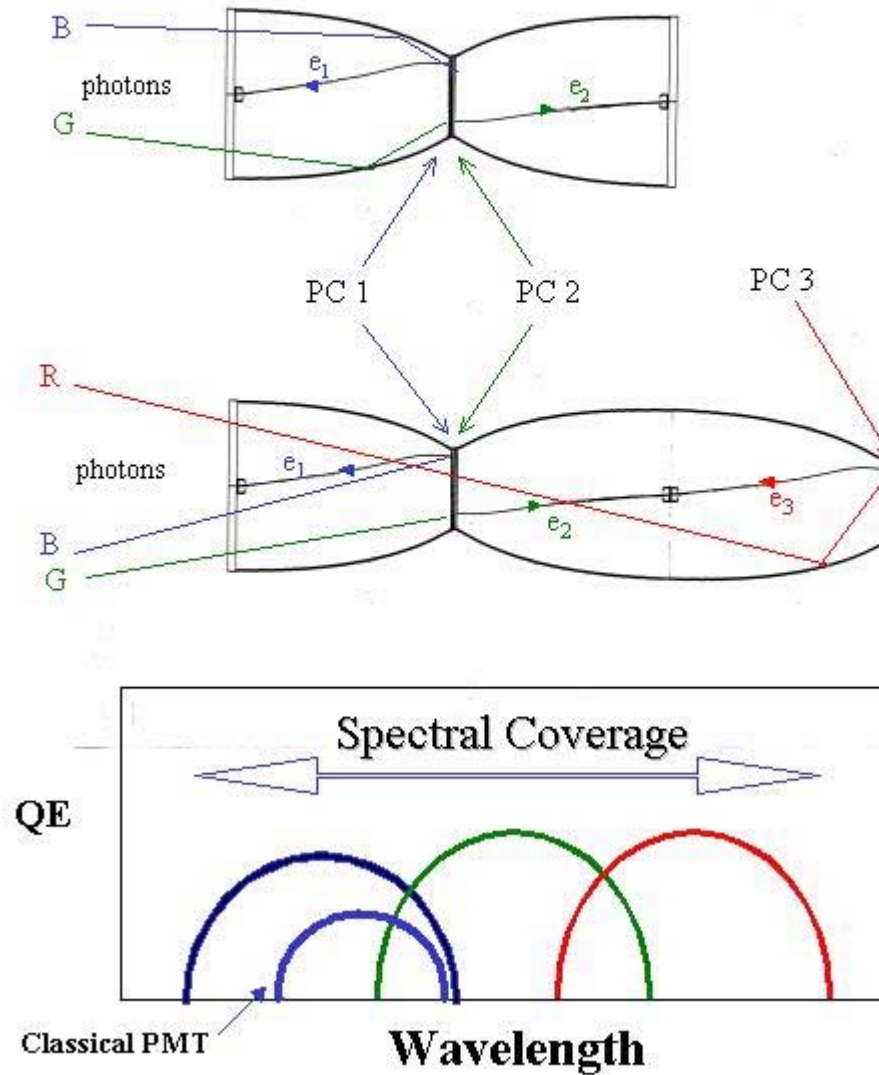 B
e1
photons
e2
G
PC 1
PC 2
PC 3
R
photons
e1
e2
e3
B
G
Spectral Coverage
QE
Classical PMT
Wavelength